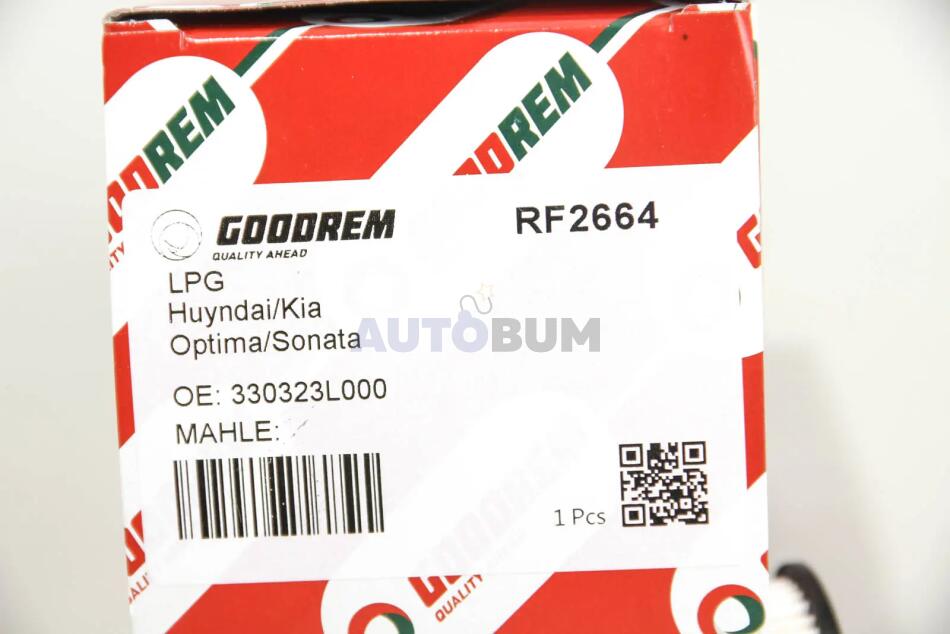 GOODREM
GOODREM
GOODREM
QUALITY AHEAD
RF2664
LPG
Huyndai/Kia
Optima/Sonata
AUTOBUM
OE: 330323L000
MAHLE:
1 Pcs
GOODREM
QUALITY